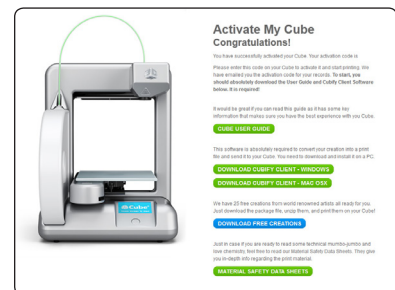 Activate My Cube
Congratulations!
You have successfully activated your Cube. Your activation code is
Please enter this code on your Cube to activate it and start printing. We
have emailed you the activation code for your records. To start, you
should absolutely download the User Guide and Cubify Client Software
below. It is required!
It would be great if you can read this guide as it has some key
information that makes sure you have the best experience with you Cube.
CUBE USER GUIDE
This software is absolutely required to convert your creation into a print
file and send it to your Cube. You need to download and install it on a PC.
DOWNLOAD CUBIFY CLIENT - WINDOWS
DOWNLOAD CUBIFY CLIENT - MAC OSX
We have 25 free creations from world renowned artists all ready for you.
Just download the package file, unzip them, and print them on your Cube!
DOWNLOAD FREE CREATIONS
Just in case if you are ready to read some technical mumbo-jumbo and
love chemistry, feel free to read our Material Safety Data Sheets. They give
you in-depth info regarding the print material.
MATERIAL SAFETY DATA SHEETS
Cube